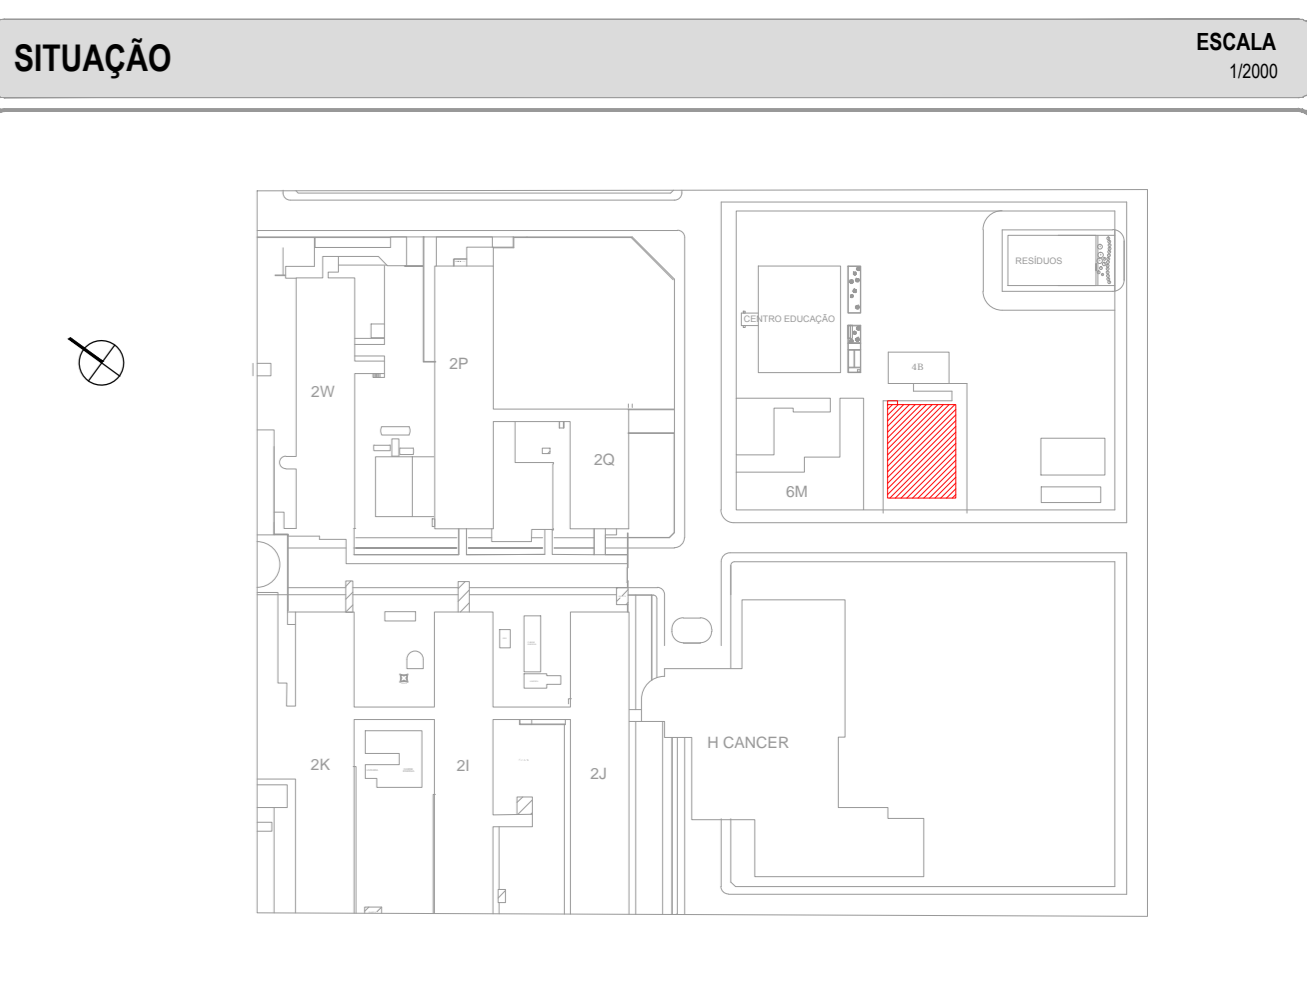 SITUAÇÃO
ESCALA
1/2000
RESÍDUOS
CENTRO EDUCAÇÃO
2P
4B
2W
2Q
6M
H CANCER
2K
2I
2J